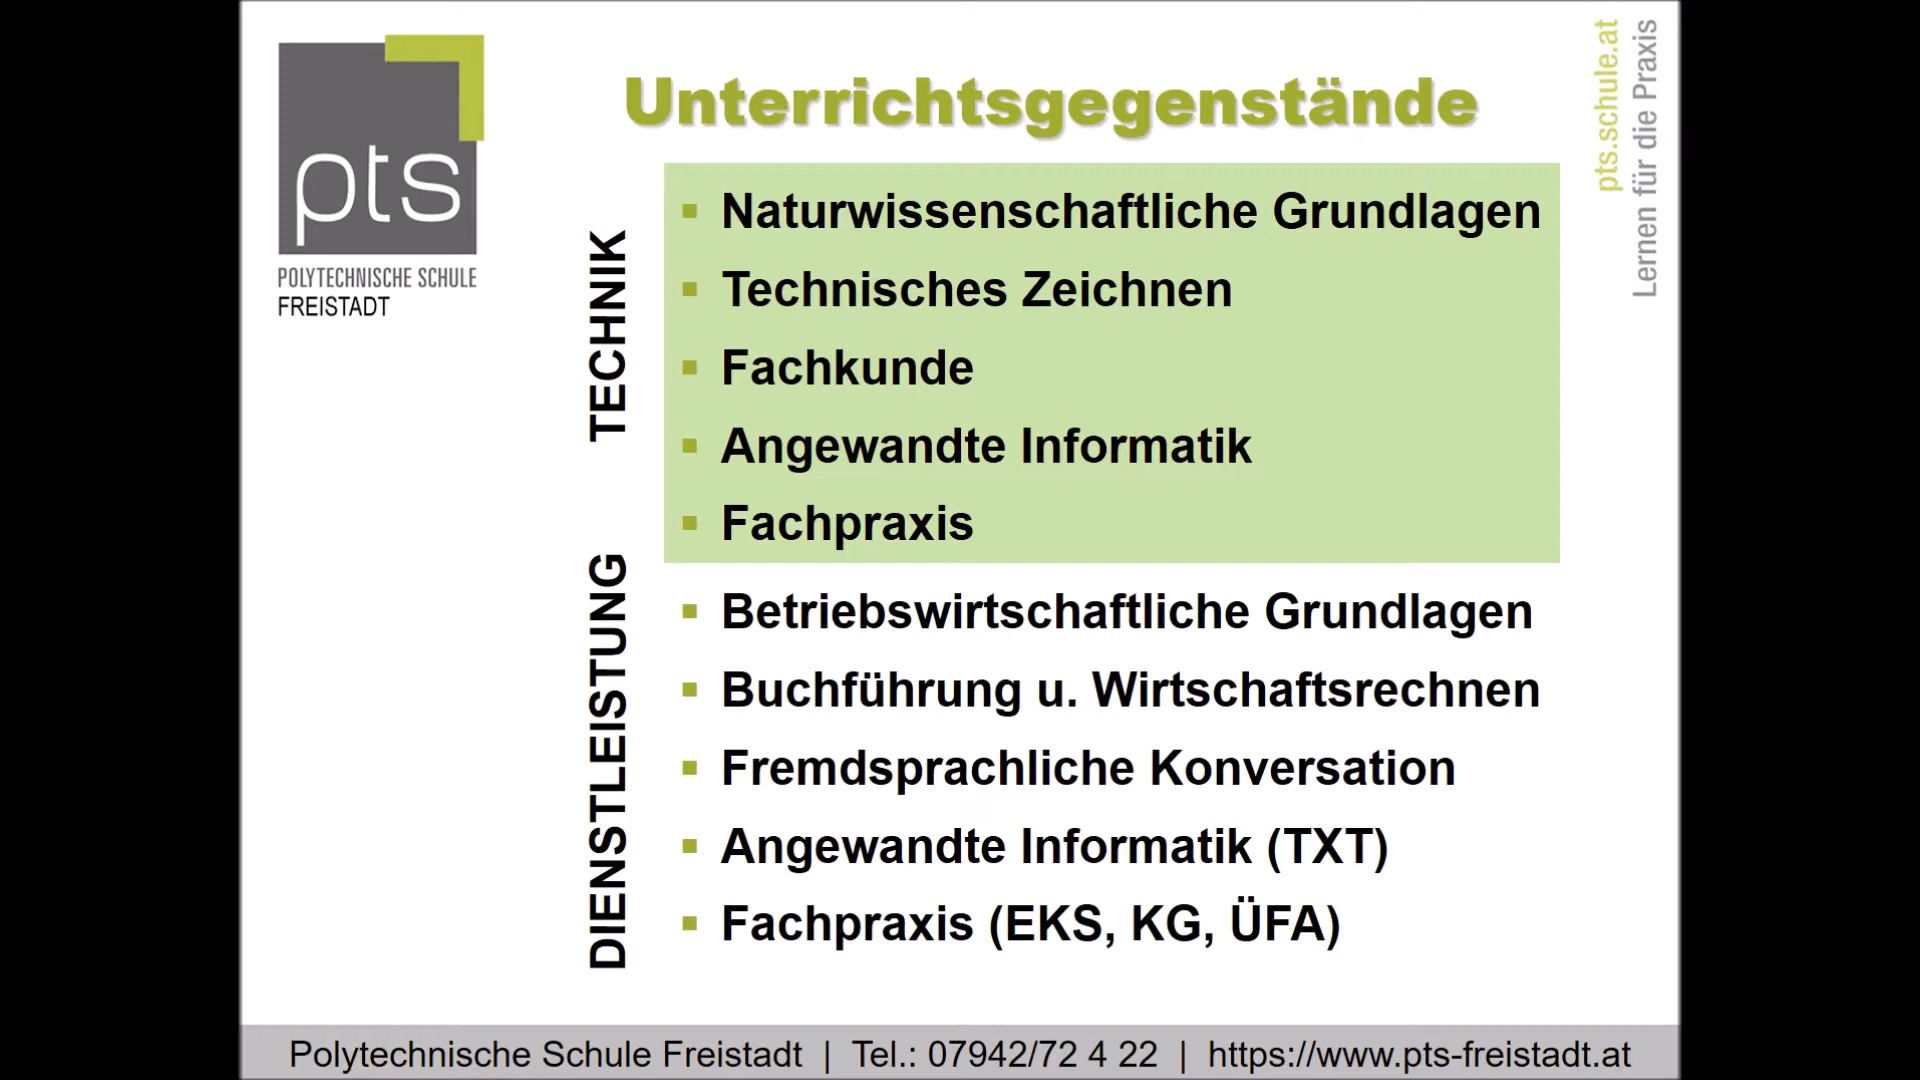 pts
POLYTECHNISCHE SCHULE
FREISTADT
Unterrichtsgegenstände
pts.schule.at
Lernen für die Praxis
TECHNIK
Naturwissenschaftliche Grundlagen
Technisches Zeichnen
Fachkunde
Angewandte Informatik
Fachpraxis
DIENSTLEISTUNG
Betriebswirtschaftliche Grundlagen
Buchführung u. Wirtschaftsrechnen
Fremdsprachliche Konversation
Angewandte Informatik (TXT)
Fachpraxis (EKS, KG, ÜFA)
Polytechnische Schule Freistadt | Tel.: 07942/72 4 22 | https://www.pts-freistadt.at